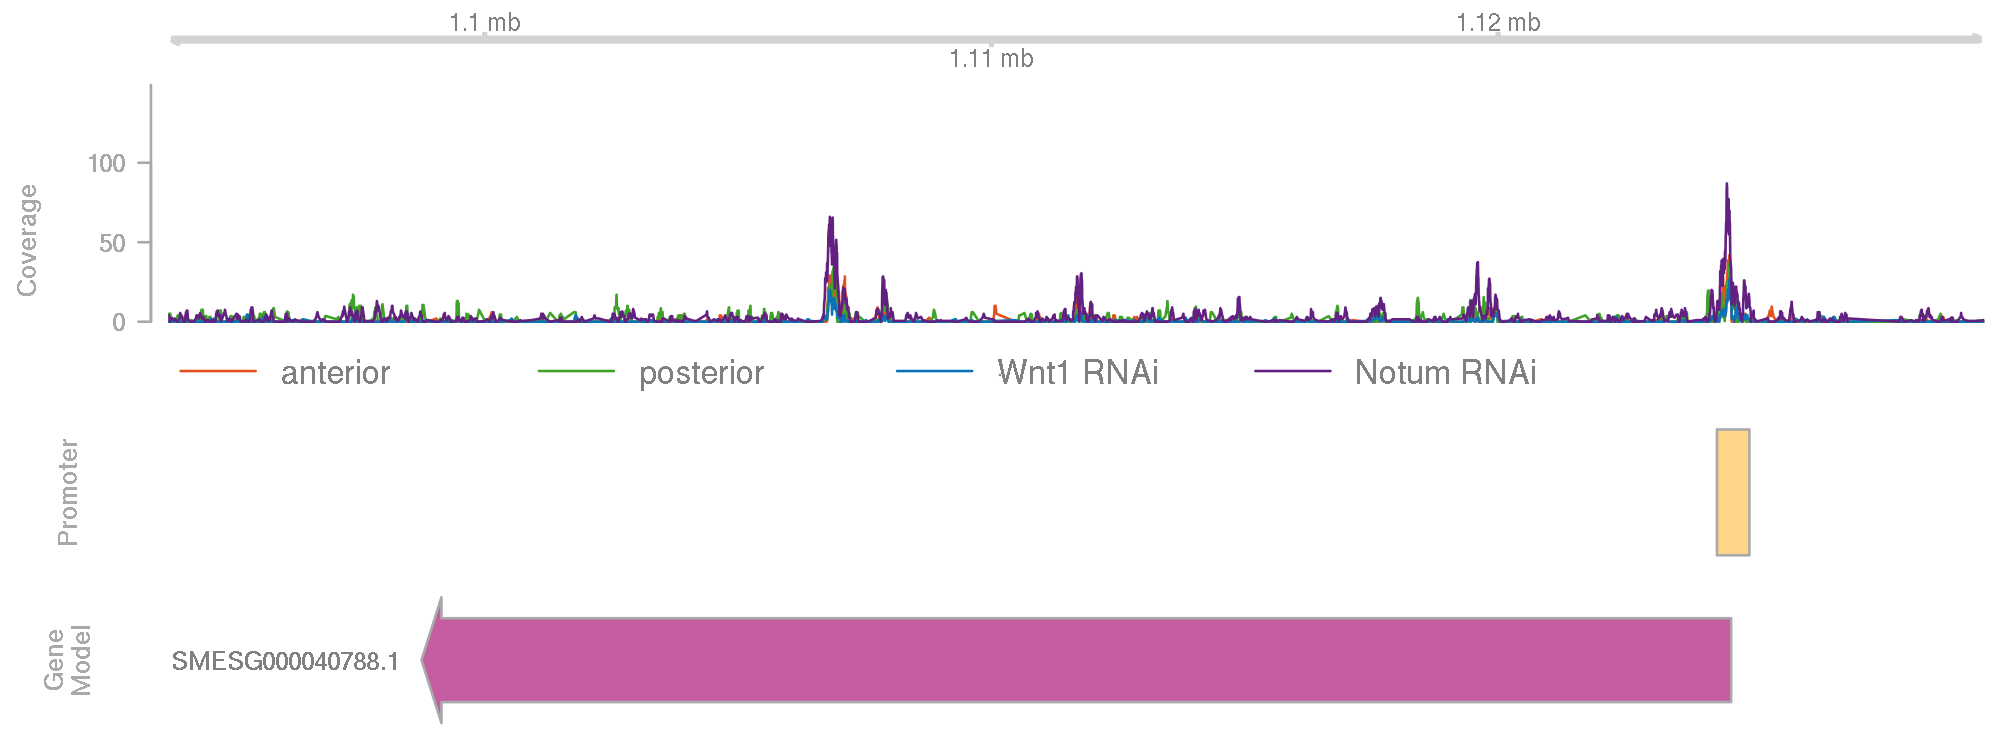 1.1 mb
1.12 mb
1.11 mb
Coverage
100
50
0
anterior
posterior
Wnt1 RNAi
Notum RNAi
Promoter
Gene
Model
SMESG000040788.1